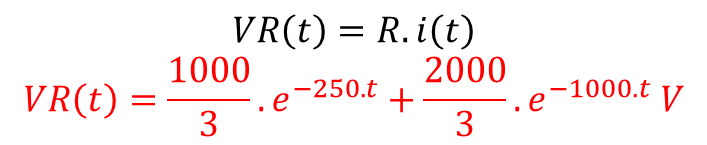 VR(t) = R.i(t)
VR(t) = 1000/3 .e^−250.t + 2000/3 .e^−1000.t V